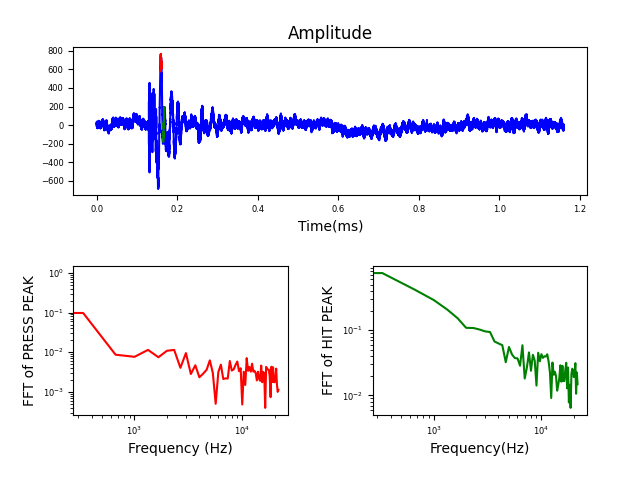 Amplitude
800
600
400
200
0
−200
−400
−600
0.0 0.2 0.4 0.6 0.8 1.0 1.2
Time(ms)
FFT of PRESS PEAK
10⁰
10⁻¹
10⁻²
10⁻³
10³ 10⁴
Frequency (Hz)
FFT of HIT PEAK
10⁻¹
10⁻²
10³ 10⁴
Frequency(Hz)